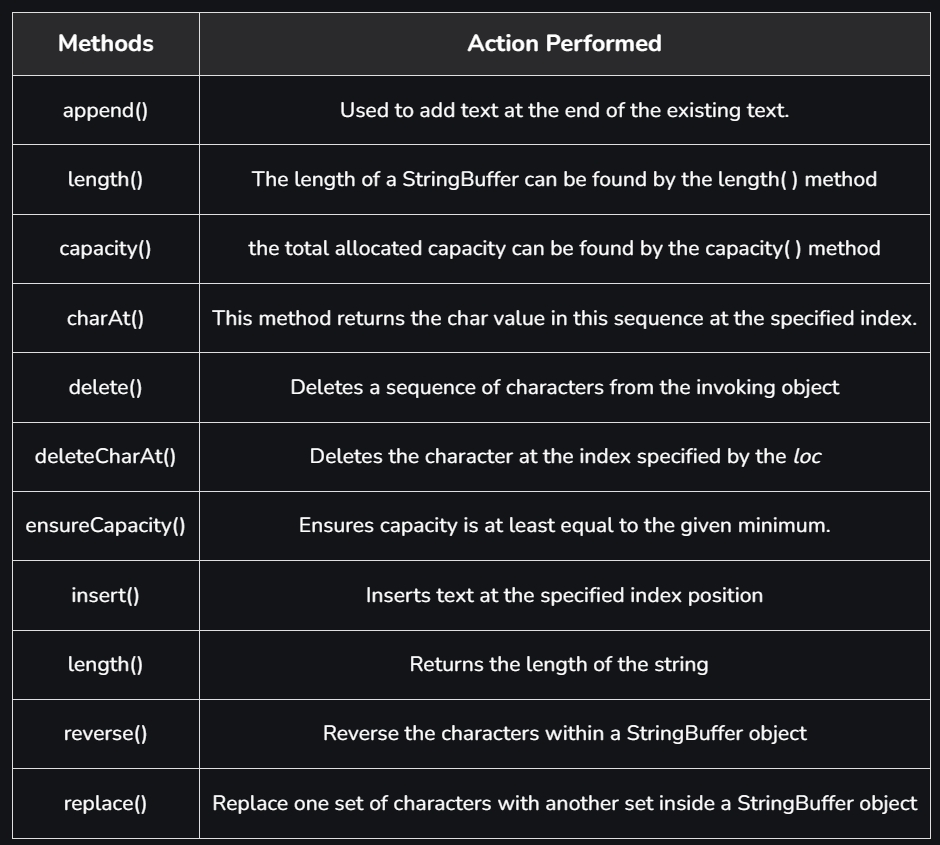 Methods Action Performed
append() Used to add text at the end of the existing text.
length() The length of a StringBuffer can be found by the length( ) method
capacity() the total allocated capacity can be found by the capacity( ) method
charAt() This method returns the char value in this sequence at the specified index.
delete() Deletes a sequence of characters from the invoking object
deleteCharAt() Deletes the character at the index specified by the loc
ensureCapacity() Ensures capacity is at least equal to the given minimum.
insert() Inserts text at the specified index position
length() Returns the length of the string
reverse() Reverse the characters within a StringBuffer object
replace() Replace one set of characters with another set inside a StringBuffer object